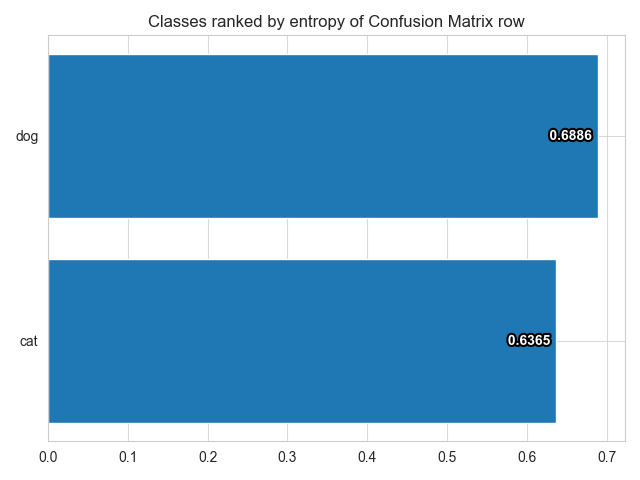 Classes ranked by entropy of Confusion Matrix row
dog
0.6886
cat
0.6365
0.0 0.1 0.2 0.3 0.4 0.5 0.6 0.7